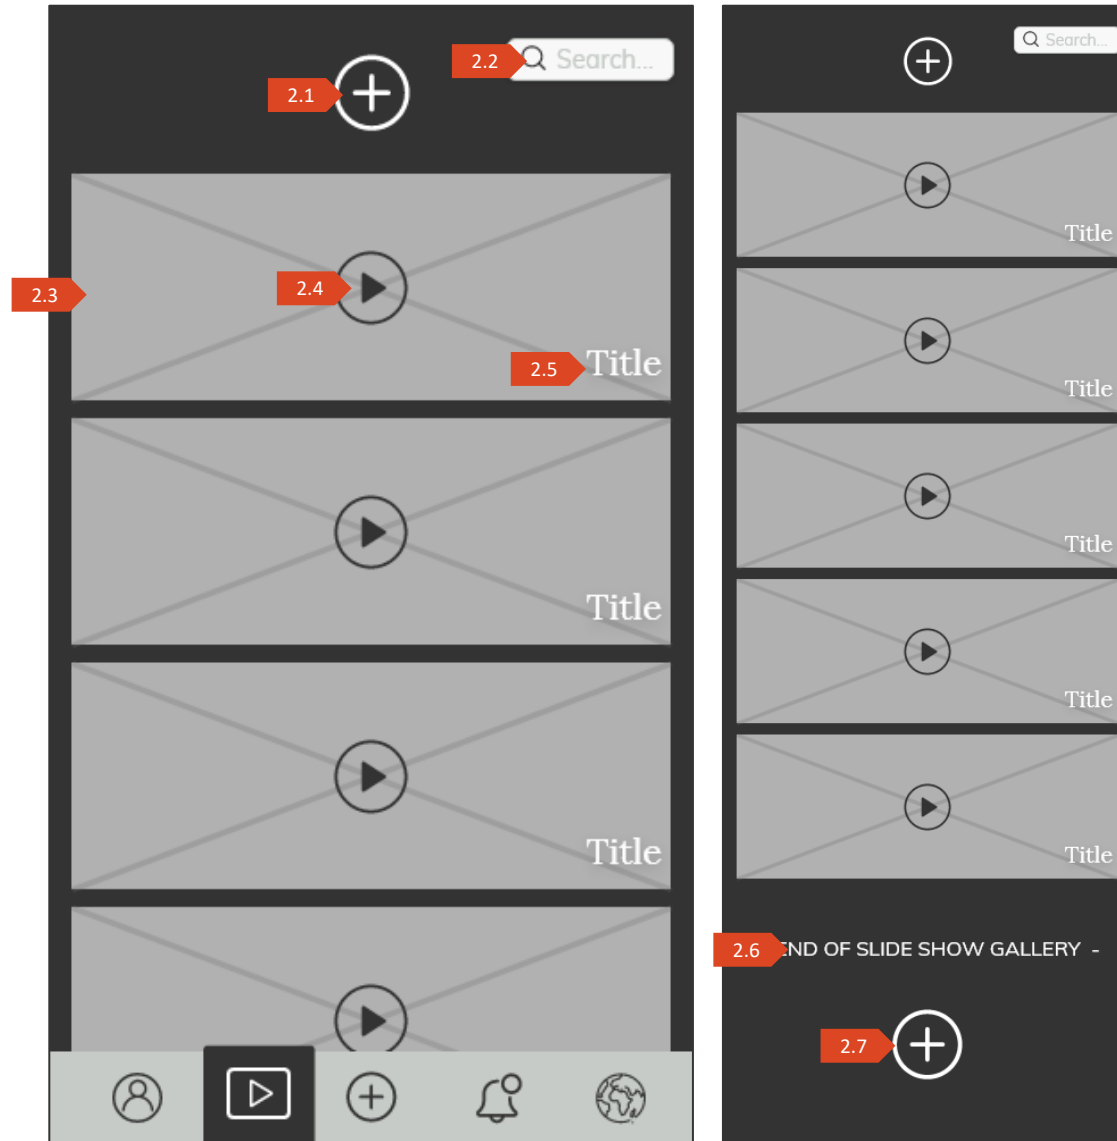 2.2 Search...
2.1
2.3
2.4
2.5 Title
Title
Title
Search...
Title
Title
Title
Title
Title
2.6 END OF SLIDE SHOW GALLERY -
2.7